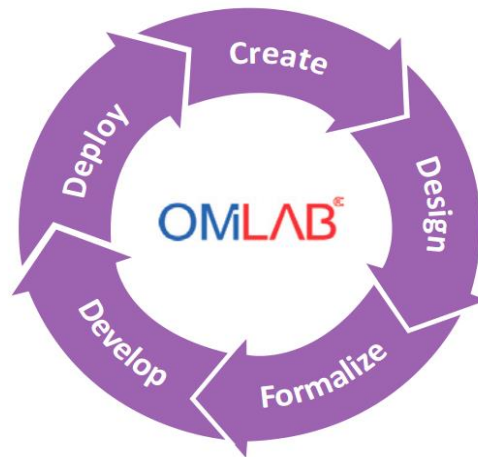 Create
Design
Formalize
Develop
Deploy
OMiLAB